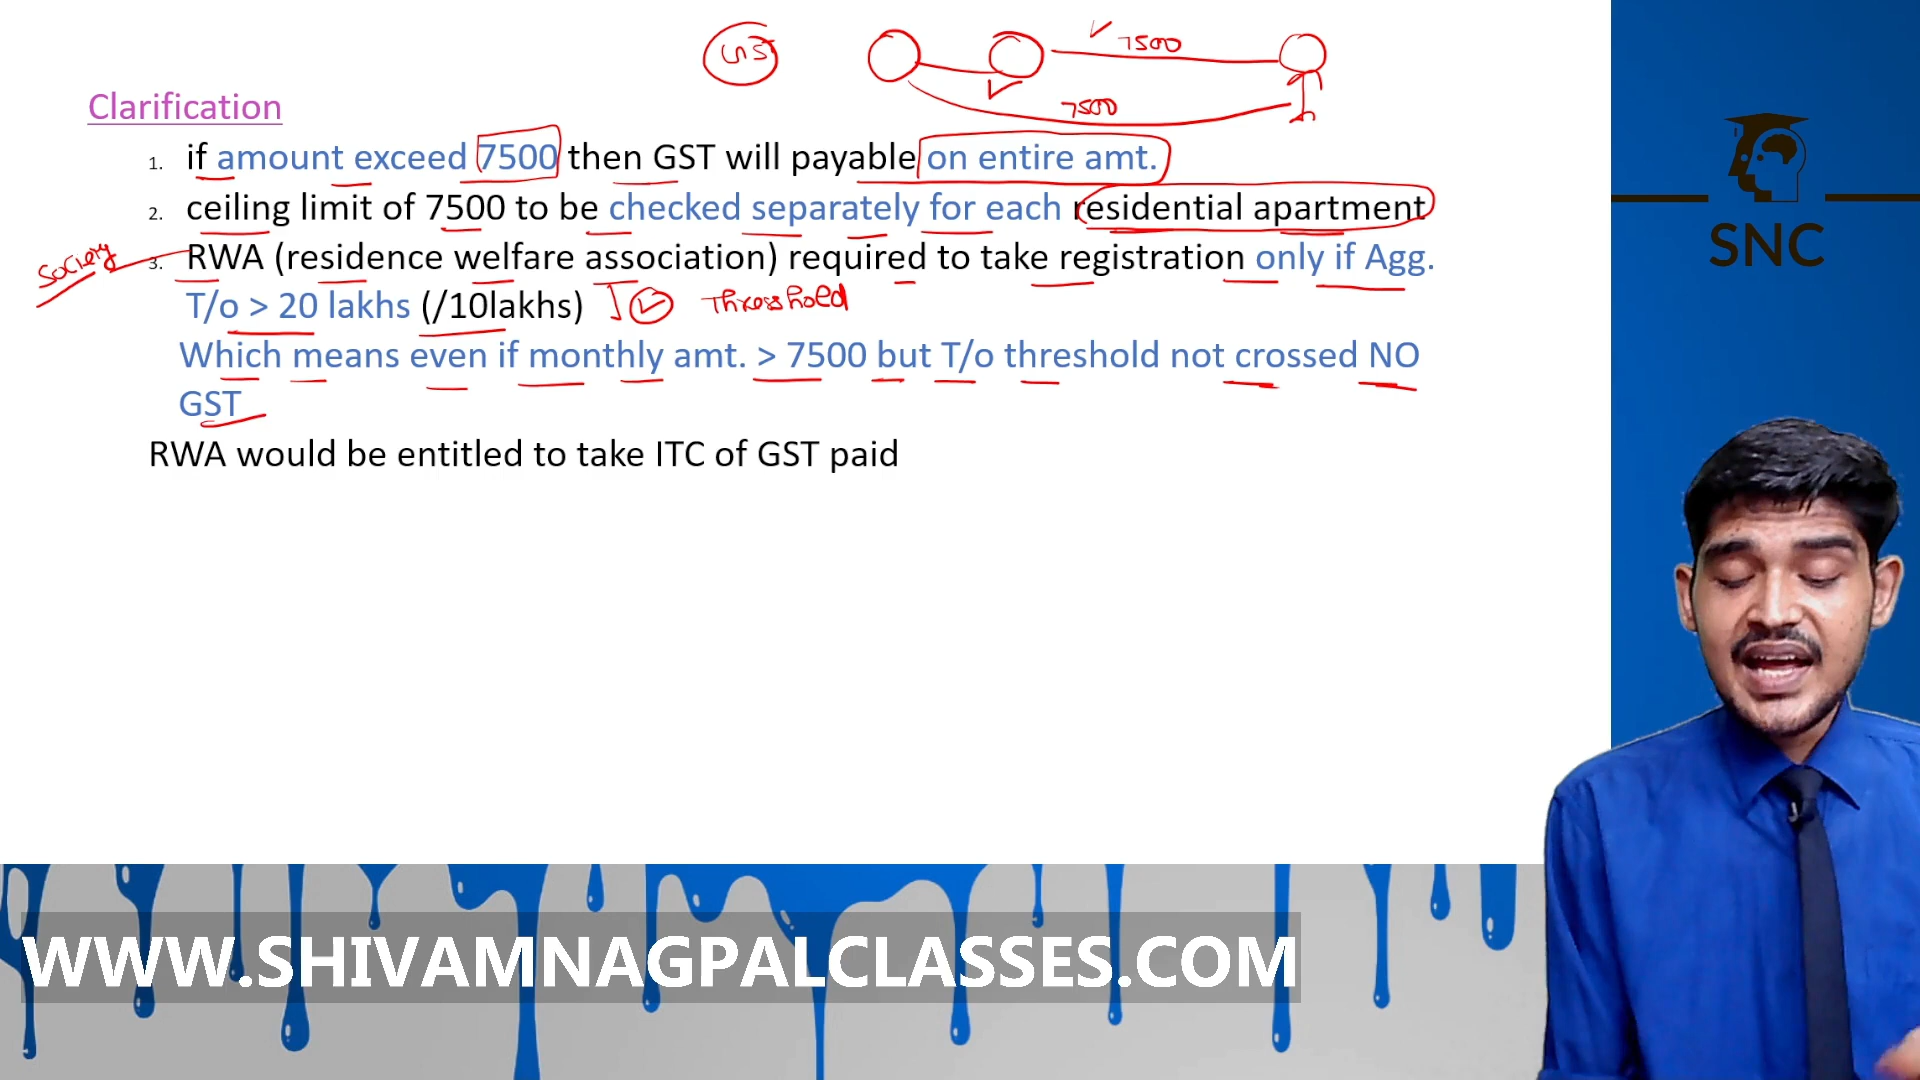 7500
7500
Clarification
1. if amount exceed 7500 then GST will payable on entire amt.
2. ceiling limit of 7500 to be checked separately for each residential apartment
society
3. RWA (residence welfare association) required to take registration only if Agg.
T/o > 20 lakhs (/10lakhs) Threshold
Which means even if monthly amt. > 7500 but T/o threshold not crossed NO
GST
RWA would be entitled to take ITC of GST paid
SNC
WWW.SHIVAMNAGPALCLASSES.COM